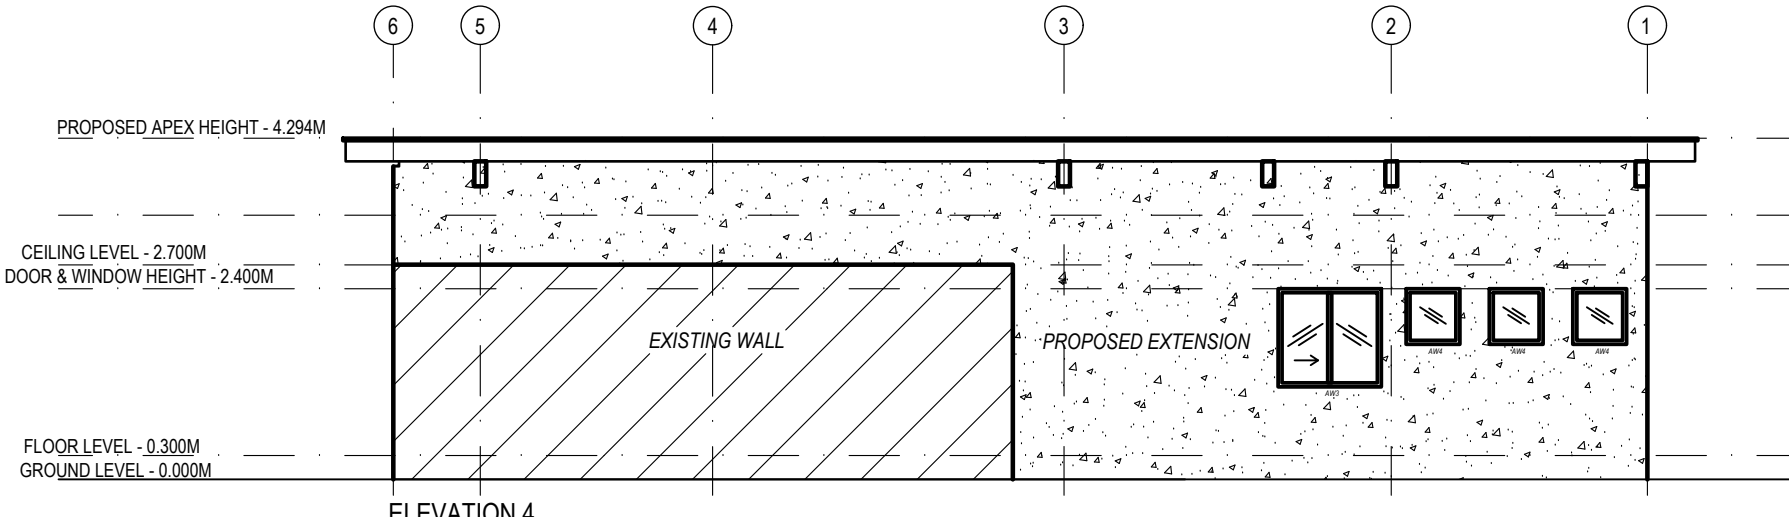 6 5 4 3 2 1
PROPOSED APEX HEIGHT - 4.294M
CEILING LEVEL - 2.700M
DOOR & WINDOW HEIGHT - 2.400M
EXISTING WALL
PROPOSED EXTENSION
AW4 AW4 AW4
AW3
FLOOR LEVEL - 0.300M
GROUND LEVEL - 0.000M
ELEVATION 4